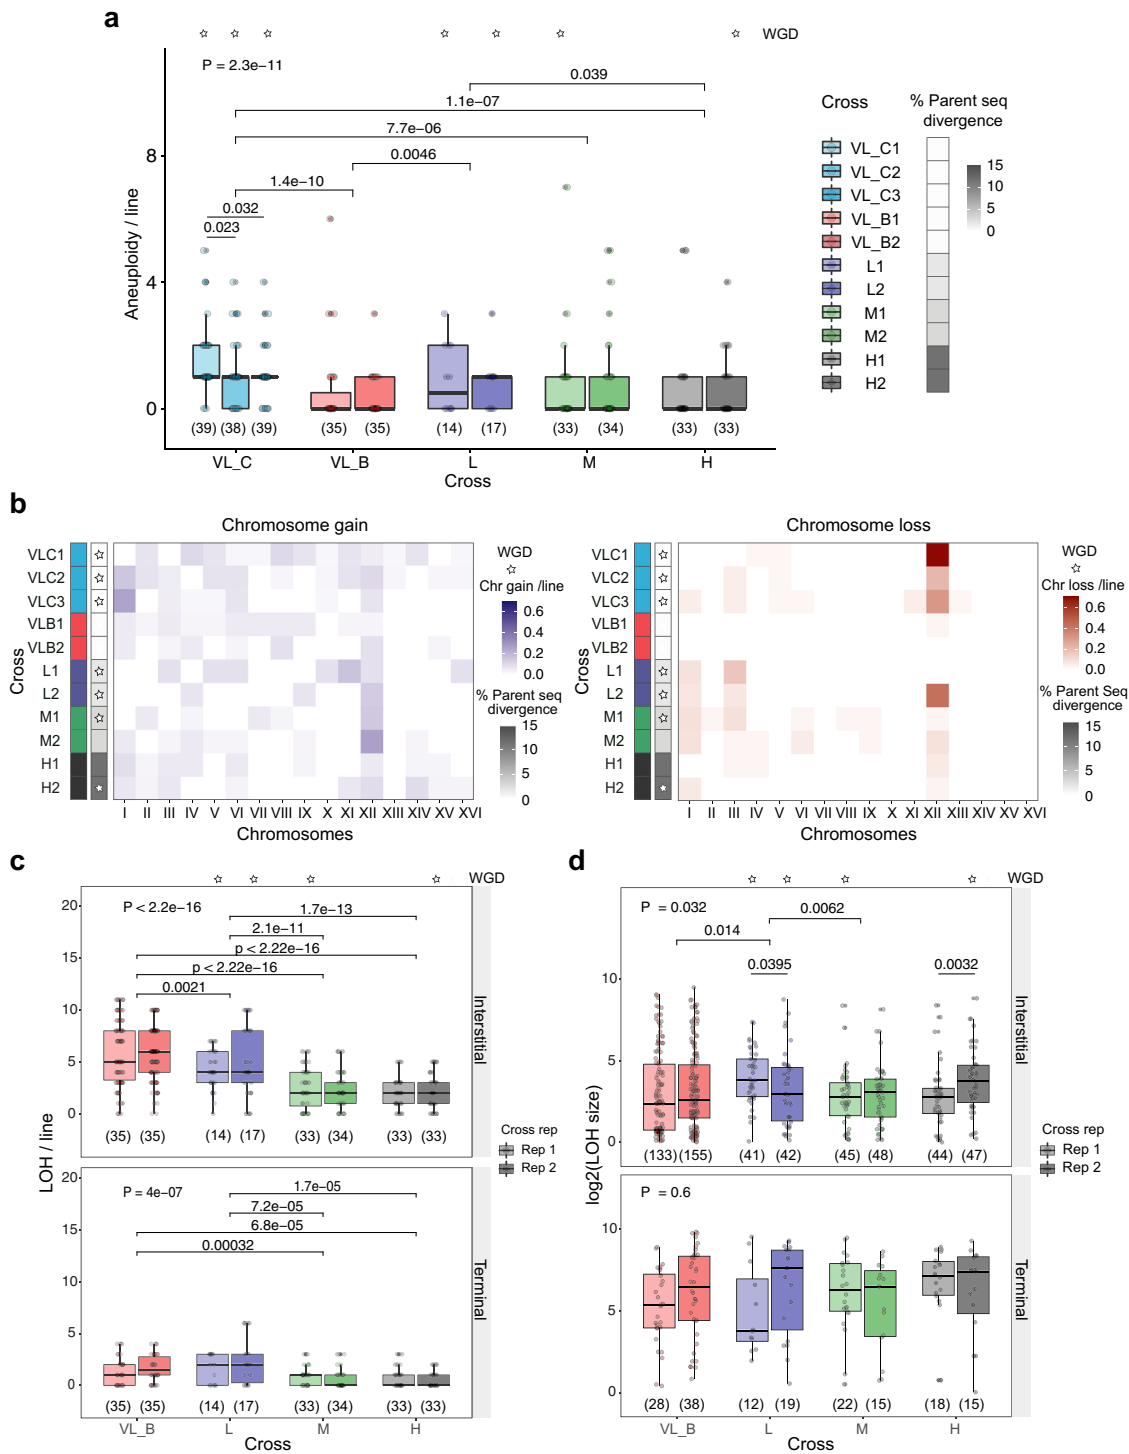 a
WGD
P = 2.3e−11
0.039
1.1e−07
7.7e−06
0.0046
1.4e−10
0.032
0.023
Aneuploidy / line
8
4
0
(39) (38) (39) (35) (35) (14) (17) (33) (34) (33) (33)
VL_C VL_B L M H
Cross
Cross
VL_C1
VL_C2
VL_C3
VL_B1
VL_B2
L1
L2
M1
M2
H1
H2
% Parent seq
divergence
15
10
5
0
b
Chromosome gain
Cross
VLC1
VLC2
VLC3
VLB1
VLB2
L1
L2
M1
M2
H1
H2
I II III IV V VI VII VIII IX X XI XII XIII XIV XV XVI
Chromosomes
WGD
Chr gain /line
0.6
0.4
0.2
0.0
% Parent seq
divergence
15
10
5
0
Chromosome loss
Cross
VLC1
VLC2
VLC3
VLB1
VLB2
L1
L2
M1
M2
H1
H2
I II III IV V VI VII VIII IX X XI XII XIII XIV XV XVI
Chromosomes
WGD
Chr loss /line
0.6
0.4
0.2
0.0
% Parent Seq
divergence
15
10
5
0
c
WGD
P < 2.2e−16
1.7e−13
2.1e−11
p < 2.22e−16
p < 2.22e−16
0.0021
20
15
10
5
0
(35) (35) (14) (17) (33) (34) (33) (33)
Interstitial
LOH / line
P = 4e−07
1.7e−05
7.2e−05
6.8e−05
0.00032
20
15
10
5
0
(35) (35) (14) (17) (33) (34) (33) (33)
Terminal
VL_B L M H
Cross
Cross rep
Rep 1
Rep 2
d
WGD
P = 0.032
0.0062
0.014
0.0395
0.0032
10
5
0
(133) (155) (41) (42) (45) (48) (44) (47)
Interstitial
log2(LOH size)
P = 0.6
10
5
0
(28) (38) (12) (19) (22) (15) (18) (15)
Terminal
VL_B L M H
Cross
Cross rep
Rep 1
Rep 2